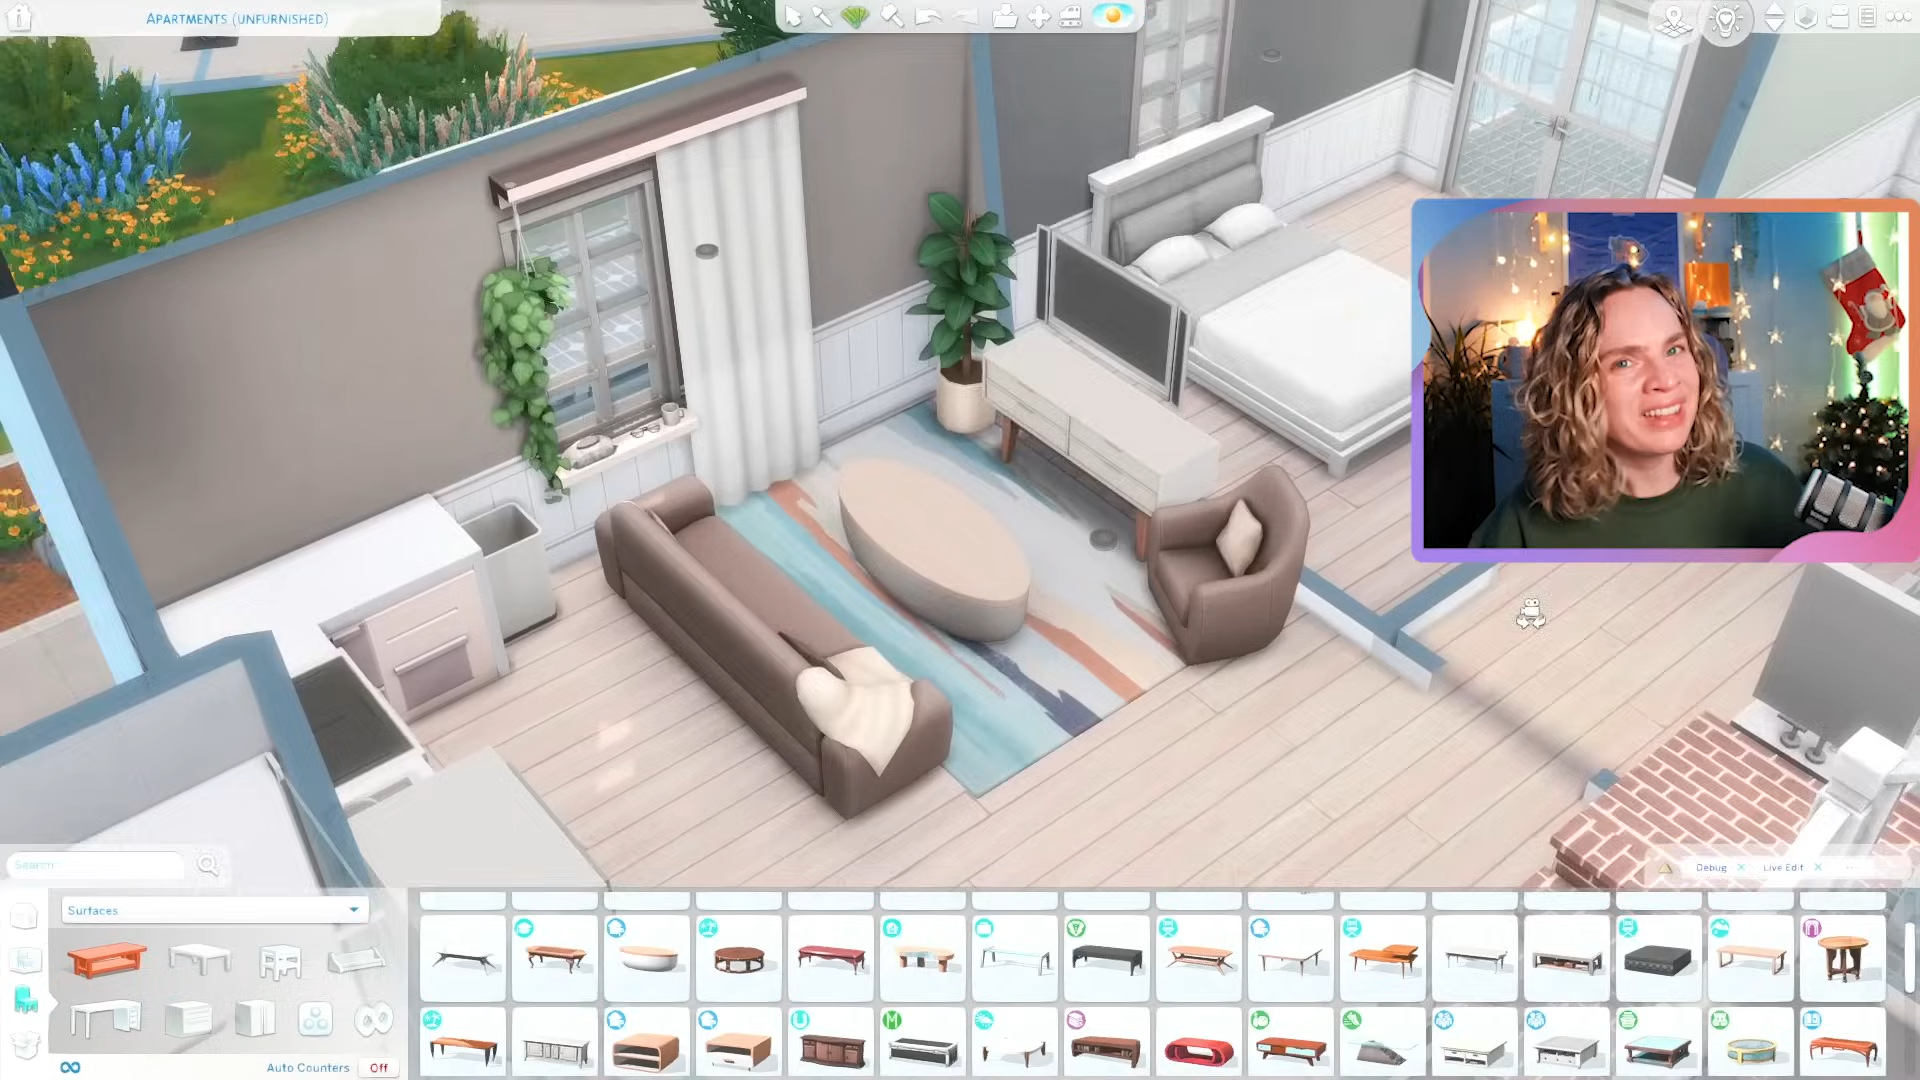 APARTMENTS (UNFURNISHED)
Search
Debug
Live Edit
Surfaces
Auto Counters
Off